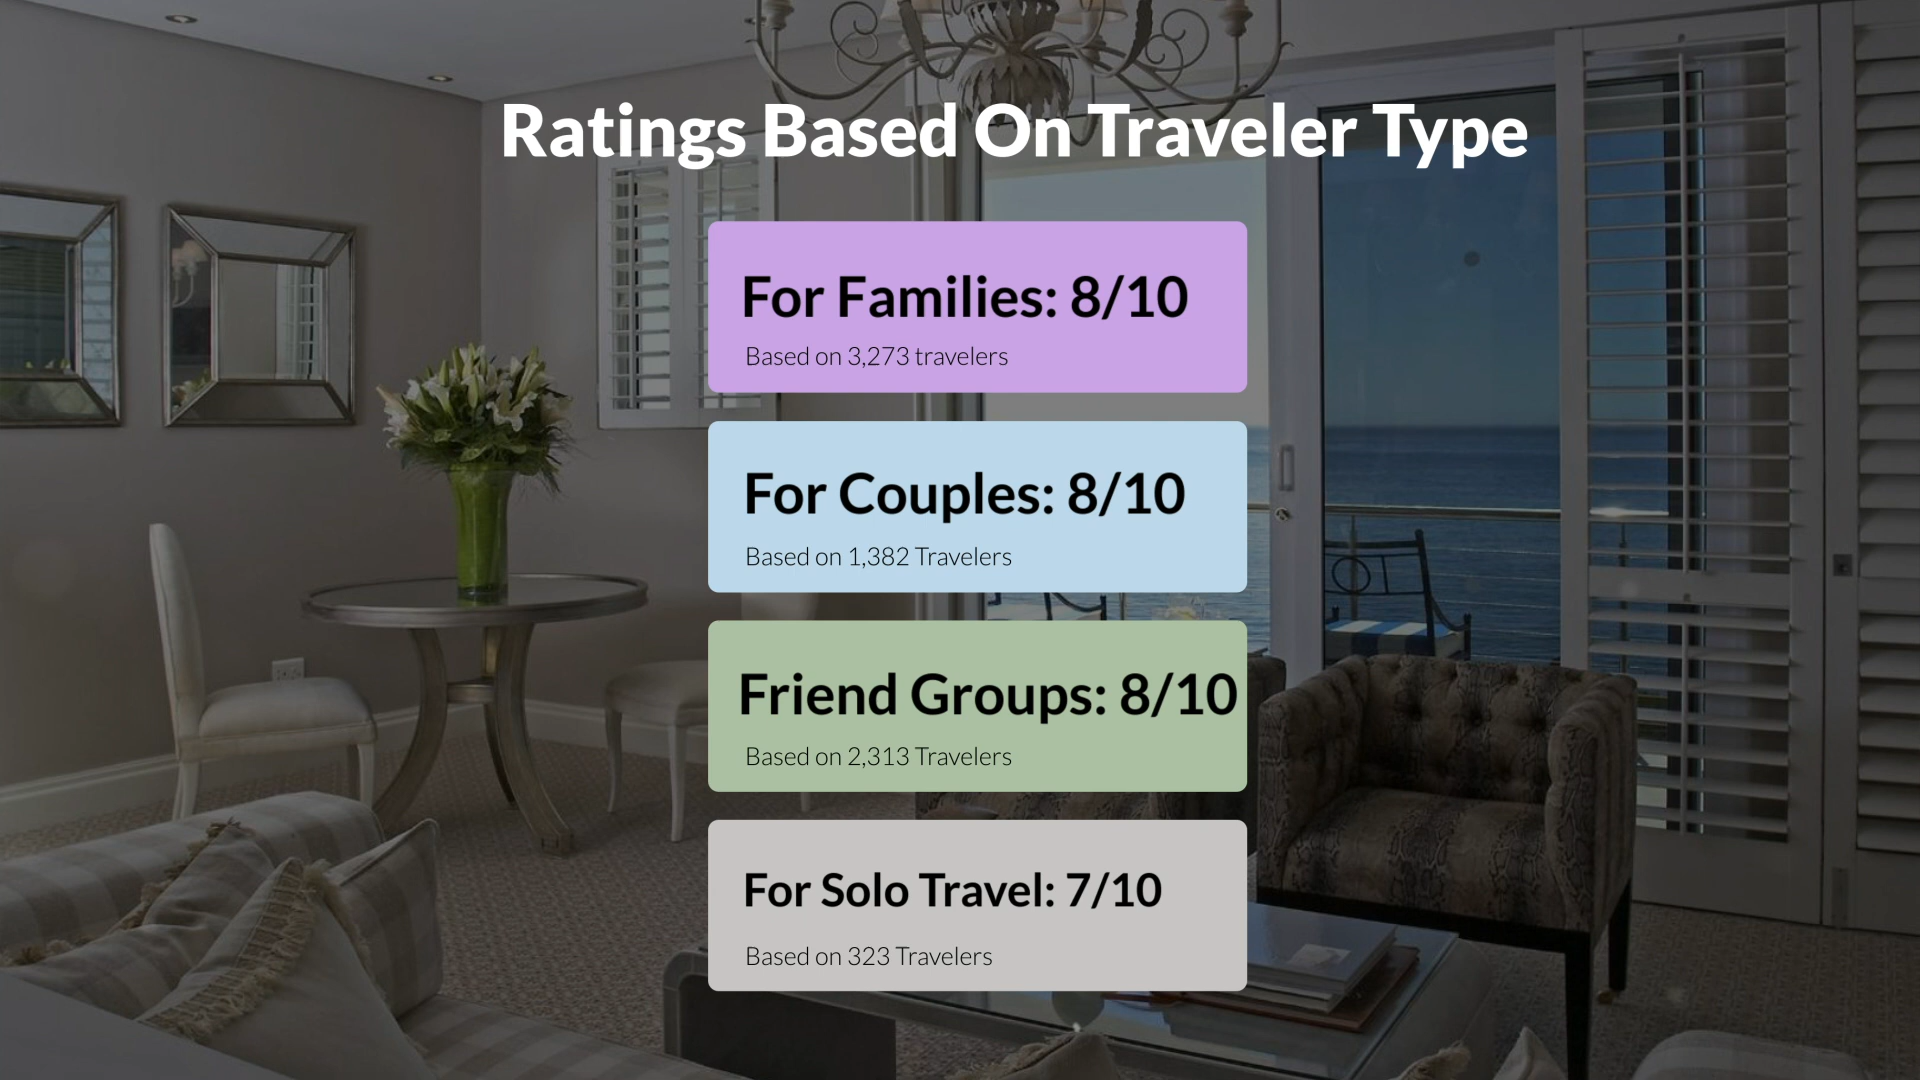 Ratings Based On Traveler Type
For Families: 8/10
Based on 3,273 travelers
For Couples: 8/10
Based on 1,382 Travelers
Friend Groups: 8/10
Based on 2,313 Travelers
For Solo Travel: 7/10
Based on 323 Travelers